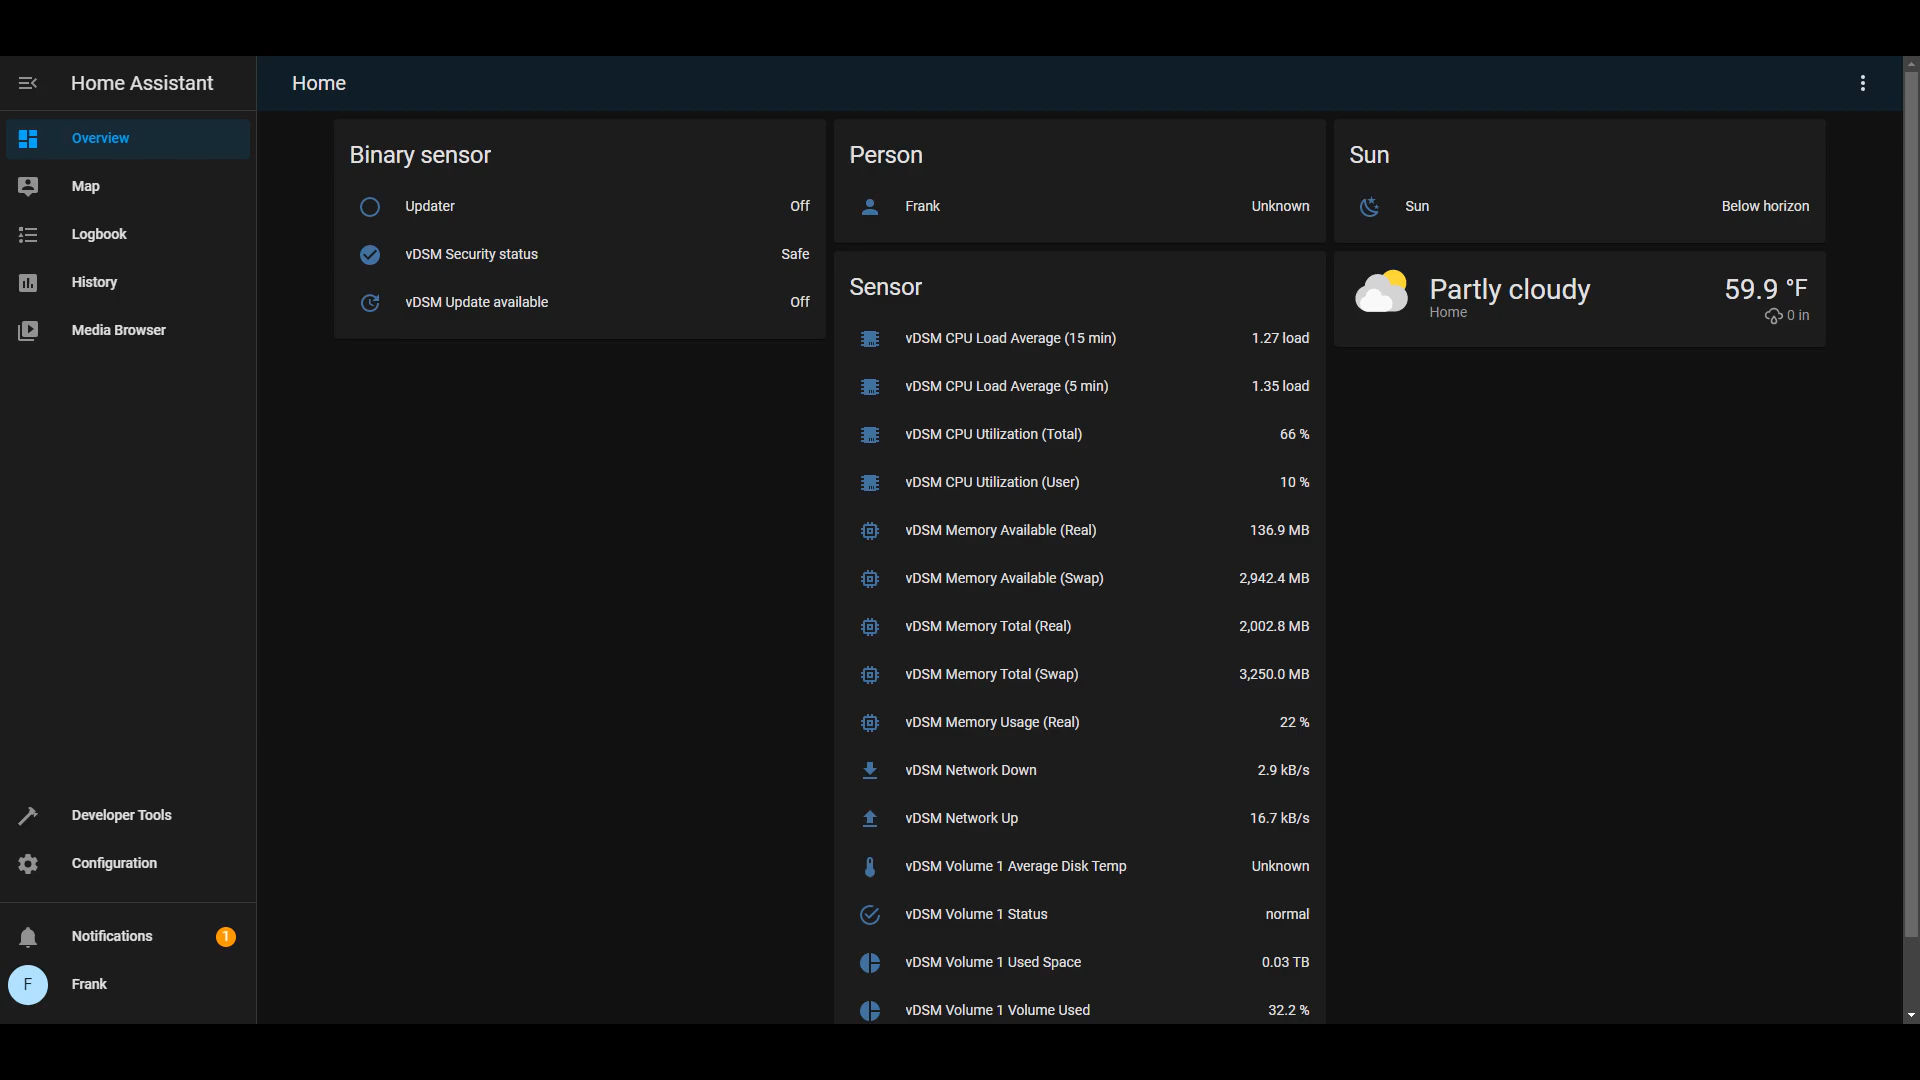 Home Assistant
Overview
Map
Logbook
History
Media Browser
Developer Tools
Configuration
Notifications 1
F Frank
Home
Binary sensor
Updater Off
vDSM Security status Safe
vDSM Update available Off
Person
Frank Unknown
Sensor
vDSM CPU Load Average (15 min) 1.27 load
vDSM CPU Load Average (5 min) 1.35 load
vDSM CPU Utilization (Total) 66 %
vDSM CPU Utilization (User) 10 %
vDSM Memory Available (Real) 136.9 MB
vDSM Memory Available (Swap) 2,942.4 MB
vDSM Memory Total (Real) 2,002.8 MB
vDSM Memory Total (Swap) 3,250.0 MB
vDSM Memory Usage (Real) 22 %
vDSM Network Down 2.9 kB/s
vDSM Network Up 16.7 kB/s
vDSM Volume 1 Average Disk Temp Unknown
vDSM Volume 1 Status normal
vDSM Volume 1 Used Space 0.03 TB
vDSM Volume 1 Volume Used 32.2 %
Sun
Sun Below horizon
Partly cloudy 59.9 °F
Home 0 in